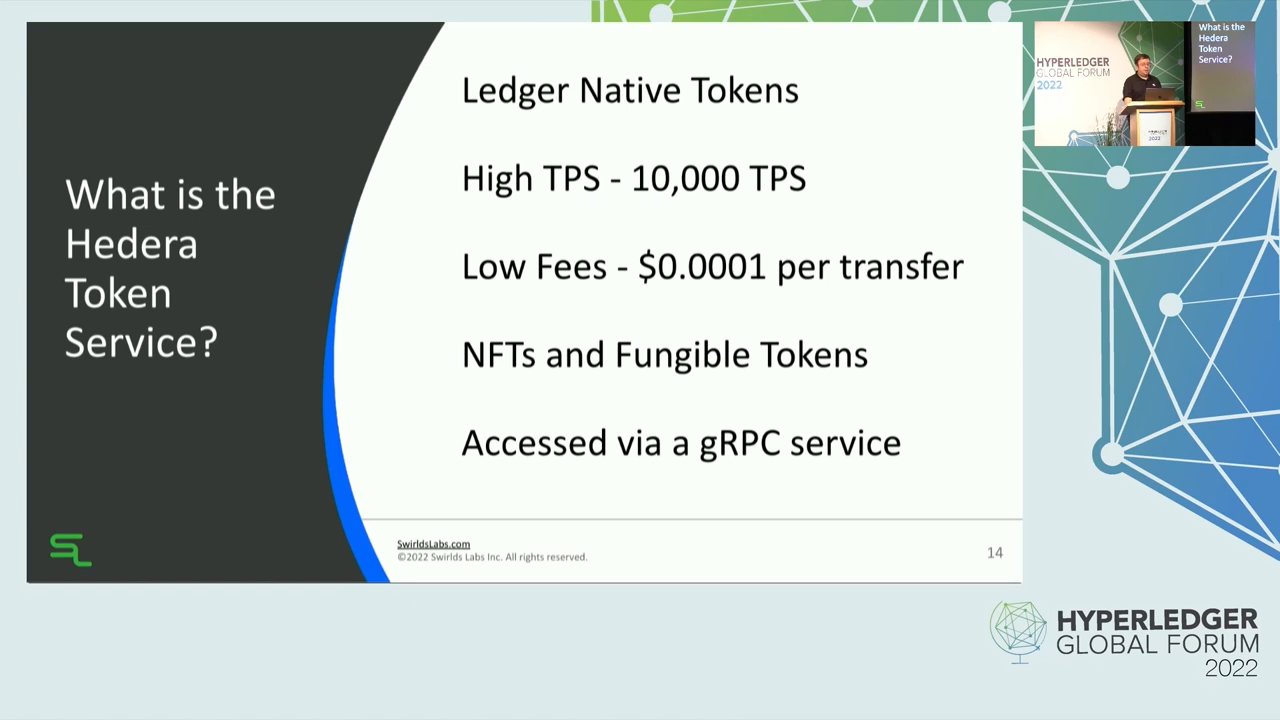 What is the
Hedera
Token
Service?
Ledger Native Tokens
High TPS - 10,000 TPS
Low Fees - $0.0001 per transfer
NFTs and Fungible Tokens
Accessed via a gRPC service
SwirldsLabs.com
©2022 Swirlds Labs Inc. All rights reserved.
14
HYPERLEDGER
GLOBAL FORUM
2022
What is the
Hedera
Token
Service?
HYPERLEDGER
GLOBAL FORUM
2022